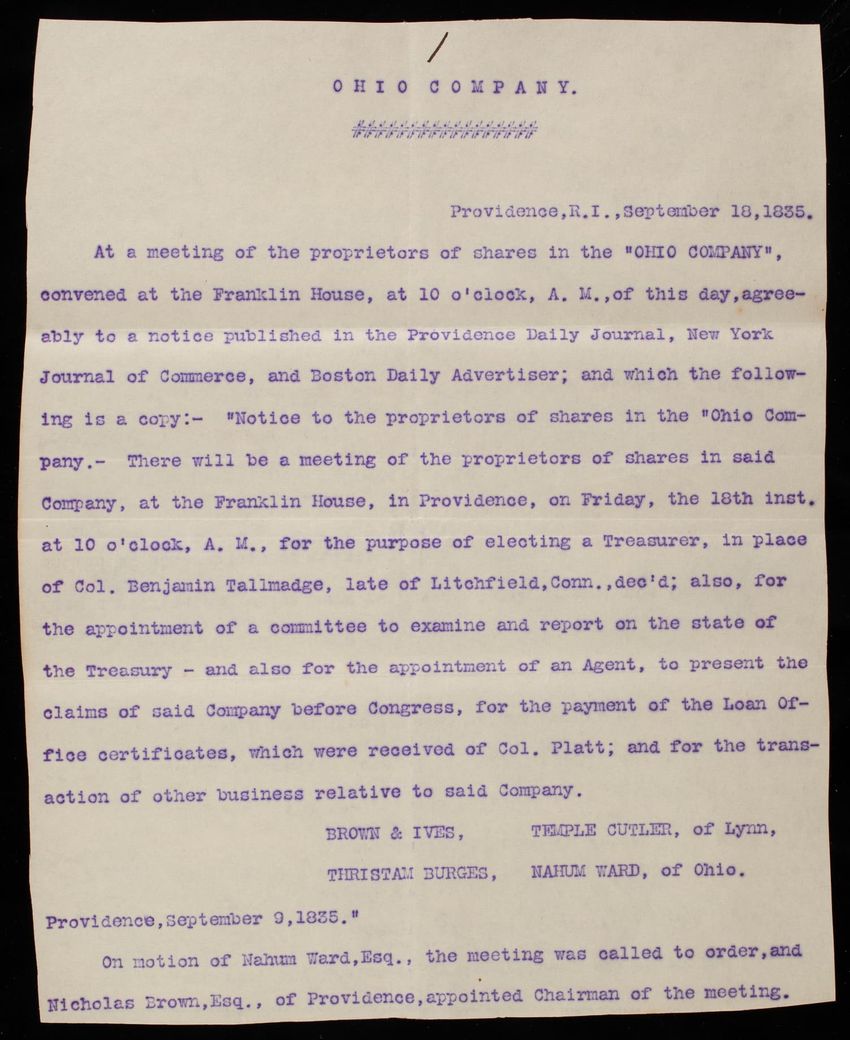 OHIO COMPANY.
Providence,R.I.,September 18,1835.
At a meeting of the proprietors of shares in the "OHIO COMPANY",
convened at the Franklin House, at 10 o'clock, A. M.,of this day,agree-
ably to a notice published in the Providence Daily Journal, New York
Journal of Commerce, and Boston Daily Advertiser; and which the follow-
ing is a copy:- "Notice to the proprietors of shares in the "Ohio Com-
pany.- There will be a meeting of the proprietors of shares in said
Company, at the Franklin House, in Providence, on Friday, the 18th inst.
at 10 o'clock, A. M., for the purpose of electing a Treasurer, in place
of Col. Benjamin Tallmadge, late of Litchfield,Conn.,dec'd; also, for
the appointment of a committee to examine and report on the state of
the Treasury - and also for the appointment of an Agent, to present the
claims of said Company before Congress, for the payment of the Loan Of-
fice certificates, which were received of Col. Platt; and for the trans-
action of other business relative to said Company.
BROWN & IVES, TEMPLE CUTLER, of Lynn,
THRISTAM BURGES, NAHUM WARD, of Ohio.
Providence,September 9,1835."
On motion of Nahum Ward,Esq., the meeting was called to order,and
Nicholas Brown,Esq., of Providence,appointed Chairman of the meeting.